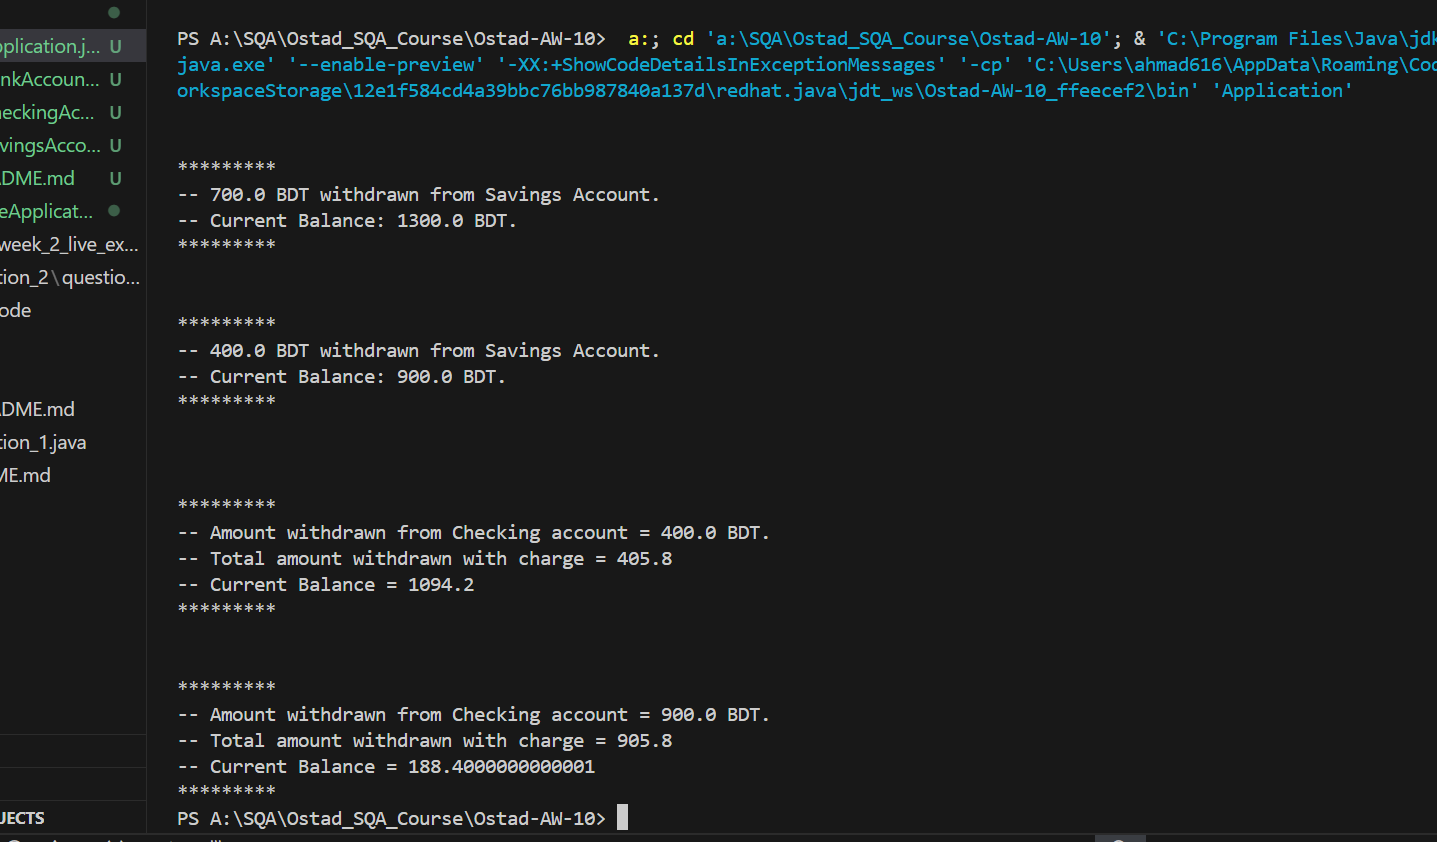 plication.j... U
nkAccoun... U
heckingAc... U
vingsAcco... U
DME.md U
eApplicat...
week_2_live_ex...
tion_2\questio...
ode
DME.md
tion_1.java
ME.md
JECTS
PS A:\SQA\Ostad_SQA_Course\Ostad-AW-10> a:; cd 'a:\SQA\Ostad_SQA_Course\Ostad-AW-10'; & 'C:\Program Files\Java\jdk
java.exe' '--enable-preview' '-XX:+ShowCodeDetailsInExceptionMessages' '-cp' 'C:\Users\ahmad616\AppData\Roaming\Cod
orkspaceStorage\12e1f584cd4a39bbc76bb987840a137d\redhat.java\jdt_ws\Ostad-AW-10_ffeecef2\bin' 'Application'
*********
-- 700.0 BDT withdrawn from Savings Account.
-- Current Balance: 1300.0 BDT.
*********
*********
-- 400.0 BDT withdrawn from Savings Account.
-- Current Balance: 900.0 BDT.
*********
*********
-- Amount withdrawn from Checking account = 400.0 BDT.
-- Total amount withdrawn with charge = 405.8
-- Current Balance = 1094.2
*********
*********
-- Amount withdrawn from Checking account = 900.0 BDT.
-- Total amount withdrawn with charge = 905.8
-- Current Balance = 188.4000000000001
*********
PS A:\SQA\Ostad_SQA_Course\Ostad-AW-10>